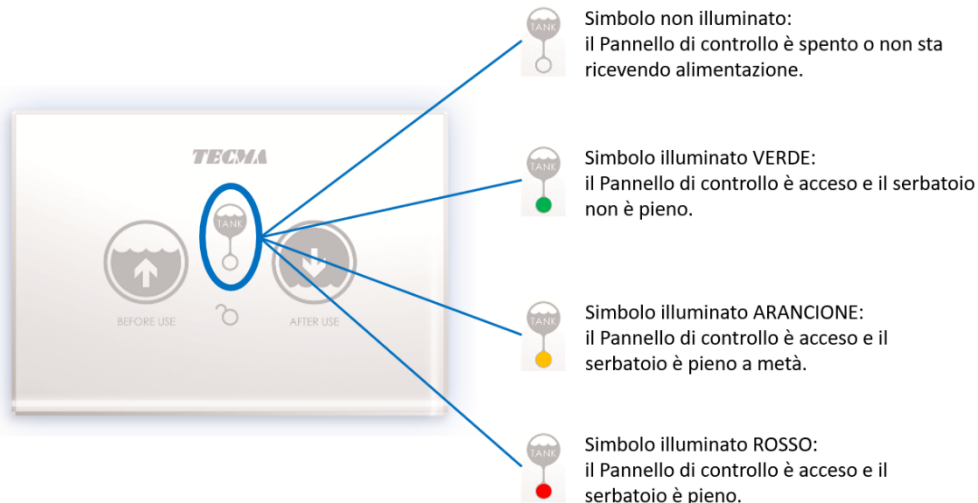 TECMA
TANK
BEFORE USE
AFTER USE
TANK
Simbolo non illuminato:
il Pannello di controllo è spento o non sta
ricevendo alimentazione.
TANK
Simbolo illuminato VERDE:
il Pannello di controllo è acceso e il serbatoio
non è pieno.
TANK
Simbolo illuminato ARANCIONE:
il Pannello di controllo è acceso e il
serbatoio è pieno a metà.
TANK
Simbolo illuminato ROSSO:
il Pannello di controllo è acceso e il
serbatoio è pieno.